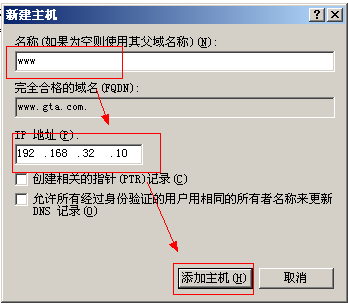 新建主机
名称(如果为空则使用其父域名称)(N):
www
完全合格的域名(FQDN):
www.gta.com.
IP 地址(P):
192 .168 .32 .10
创建相关的指针(PTR)记录(C)
允许所有经过身份验证的用户用相同的所有者名称来更新
DNS 记录(O)
添加主机(H)
取消